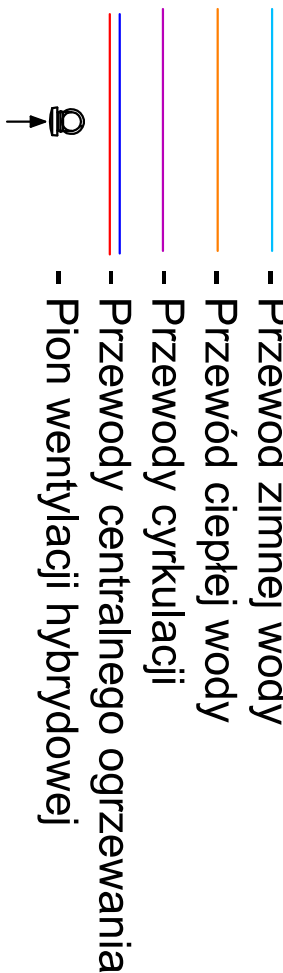 - Przewód zimnej wody
- Przewód ciepłej wody
- Przewody cyrkulacji
- Przewody centralnego ogrzewania
- Pion wentylacji hybrydowej